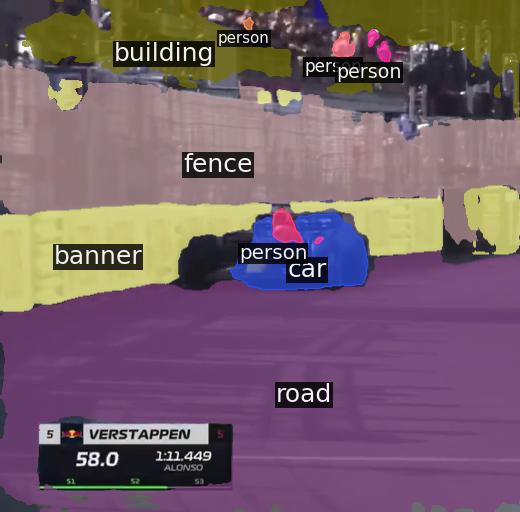 person
building
person
person
fence
banner
person
car
road
5 VERSTAPPEN 5
58.0 1:11.449
ALONSO
S1 S2 S3